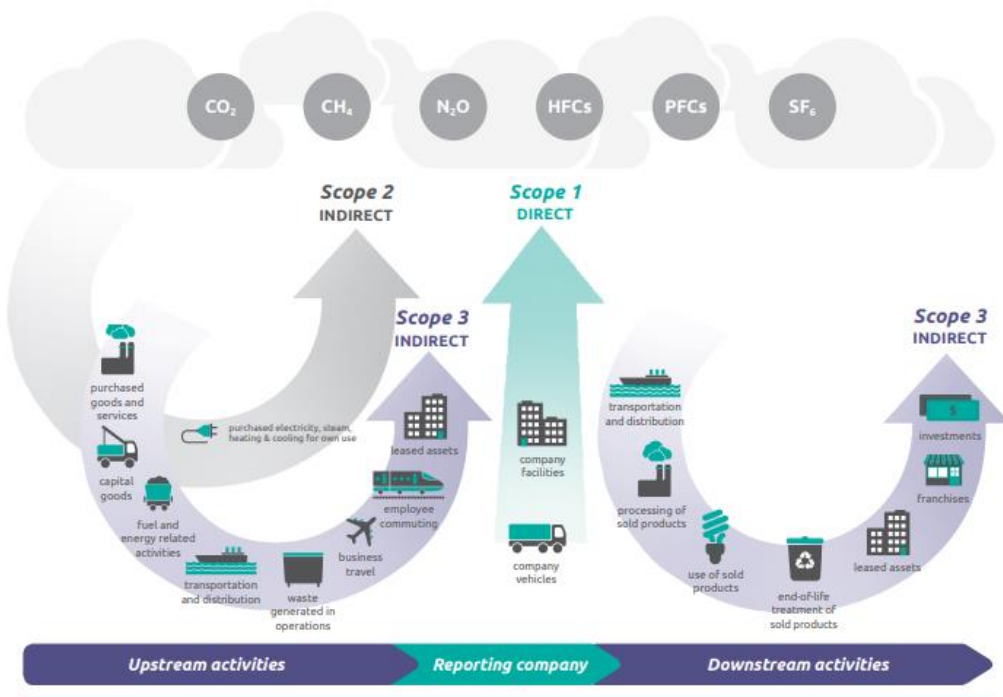 CO₂
CH₄
N₂O
HFCs
PFCs
SF₆
Scope 2
INDIRECT
Scope 1
DIRECT
Scope 3
INDIRECT
Scope 3
INDIRECT
purchased
goods and
services
capital
goods
fuel and
energy related
activities
purchased electricity, steam,
heating & cooling for own use
transportation
and distribution
waste
generated in
operations
business
travel
employee
commuting
leased assets
company
facilities
company
vehicles
transportation
and distribution
processing of
sold products
use of sold
products
end-of-life
treatment of
sold products
leased assets
franchises
$
investments
Upstream activities
Reporting company
Downstream activities